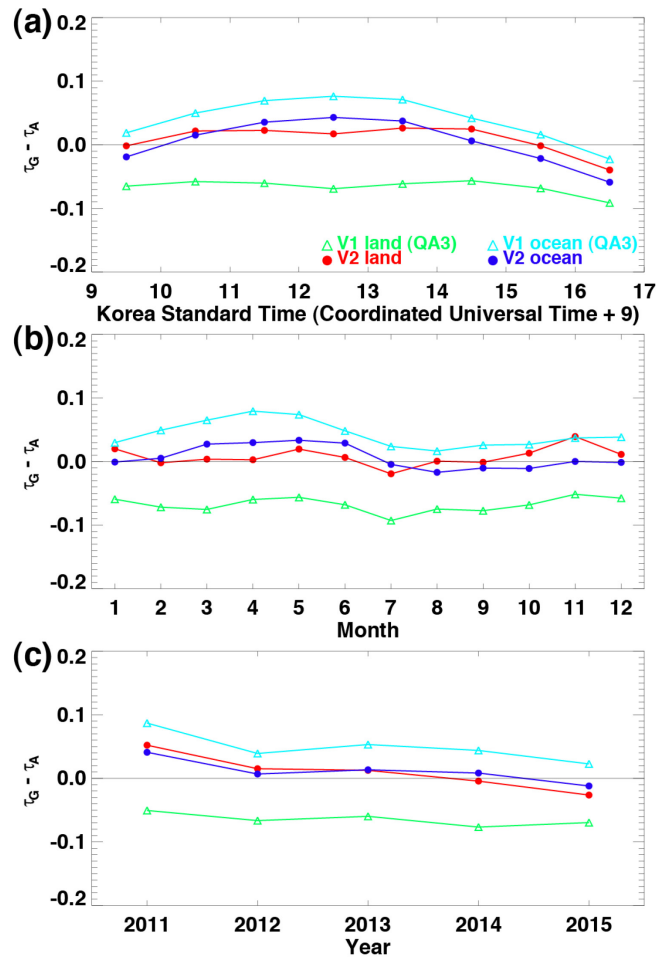 (a)
0.2
0.1
0.0
-0.1
-0.2
τG - τA
V1 land (QA3)
V1 ocean (QA3)
V2 land
V2 ocean
9 10 11 12 13 14 15 16 17
Korea Standard Time (Coordinated Universal Time + 9)
(b)
0.2
0.1
0.0
-0.1
-0.2
τG - τA
1 2 3 4 5 6 7 8 9 10 11 12
Month
(c)
0.2
0.1
0.0
-0.1
-0.2
τG - τA
2011 2012 2013 2014 2015
Year